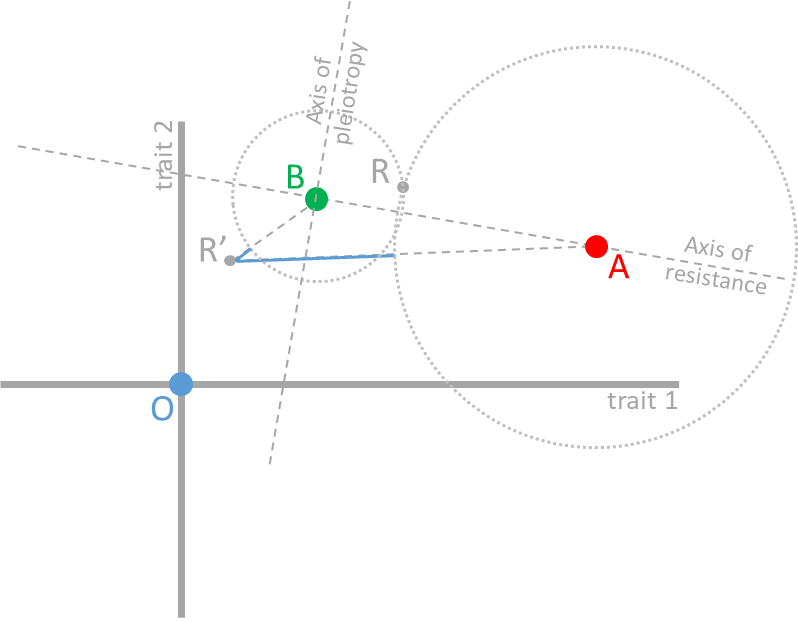 Axis of
pleiotropy
trait 2
B
R
R’
Axis of
resistance
A
O
trait 1